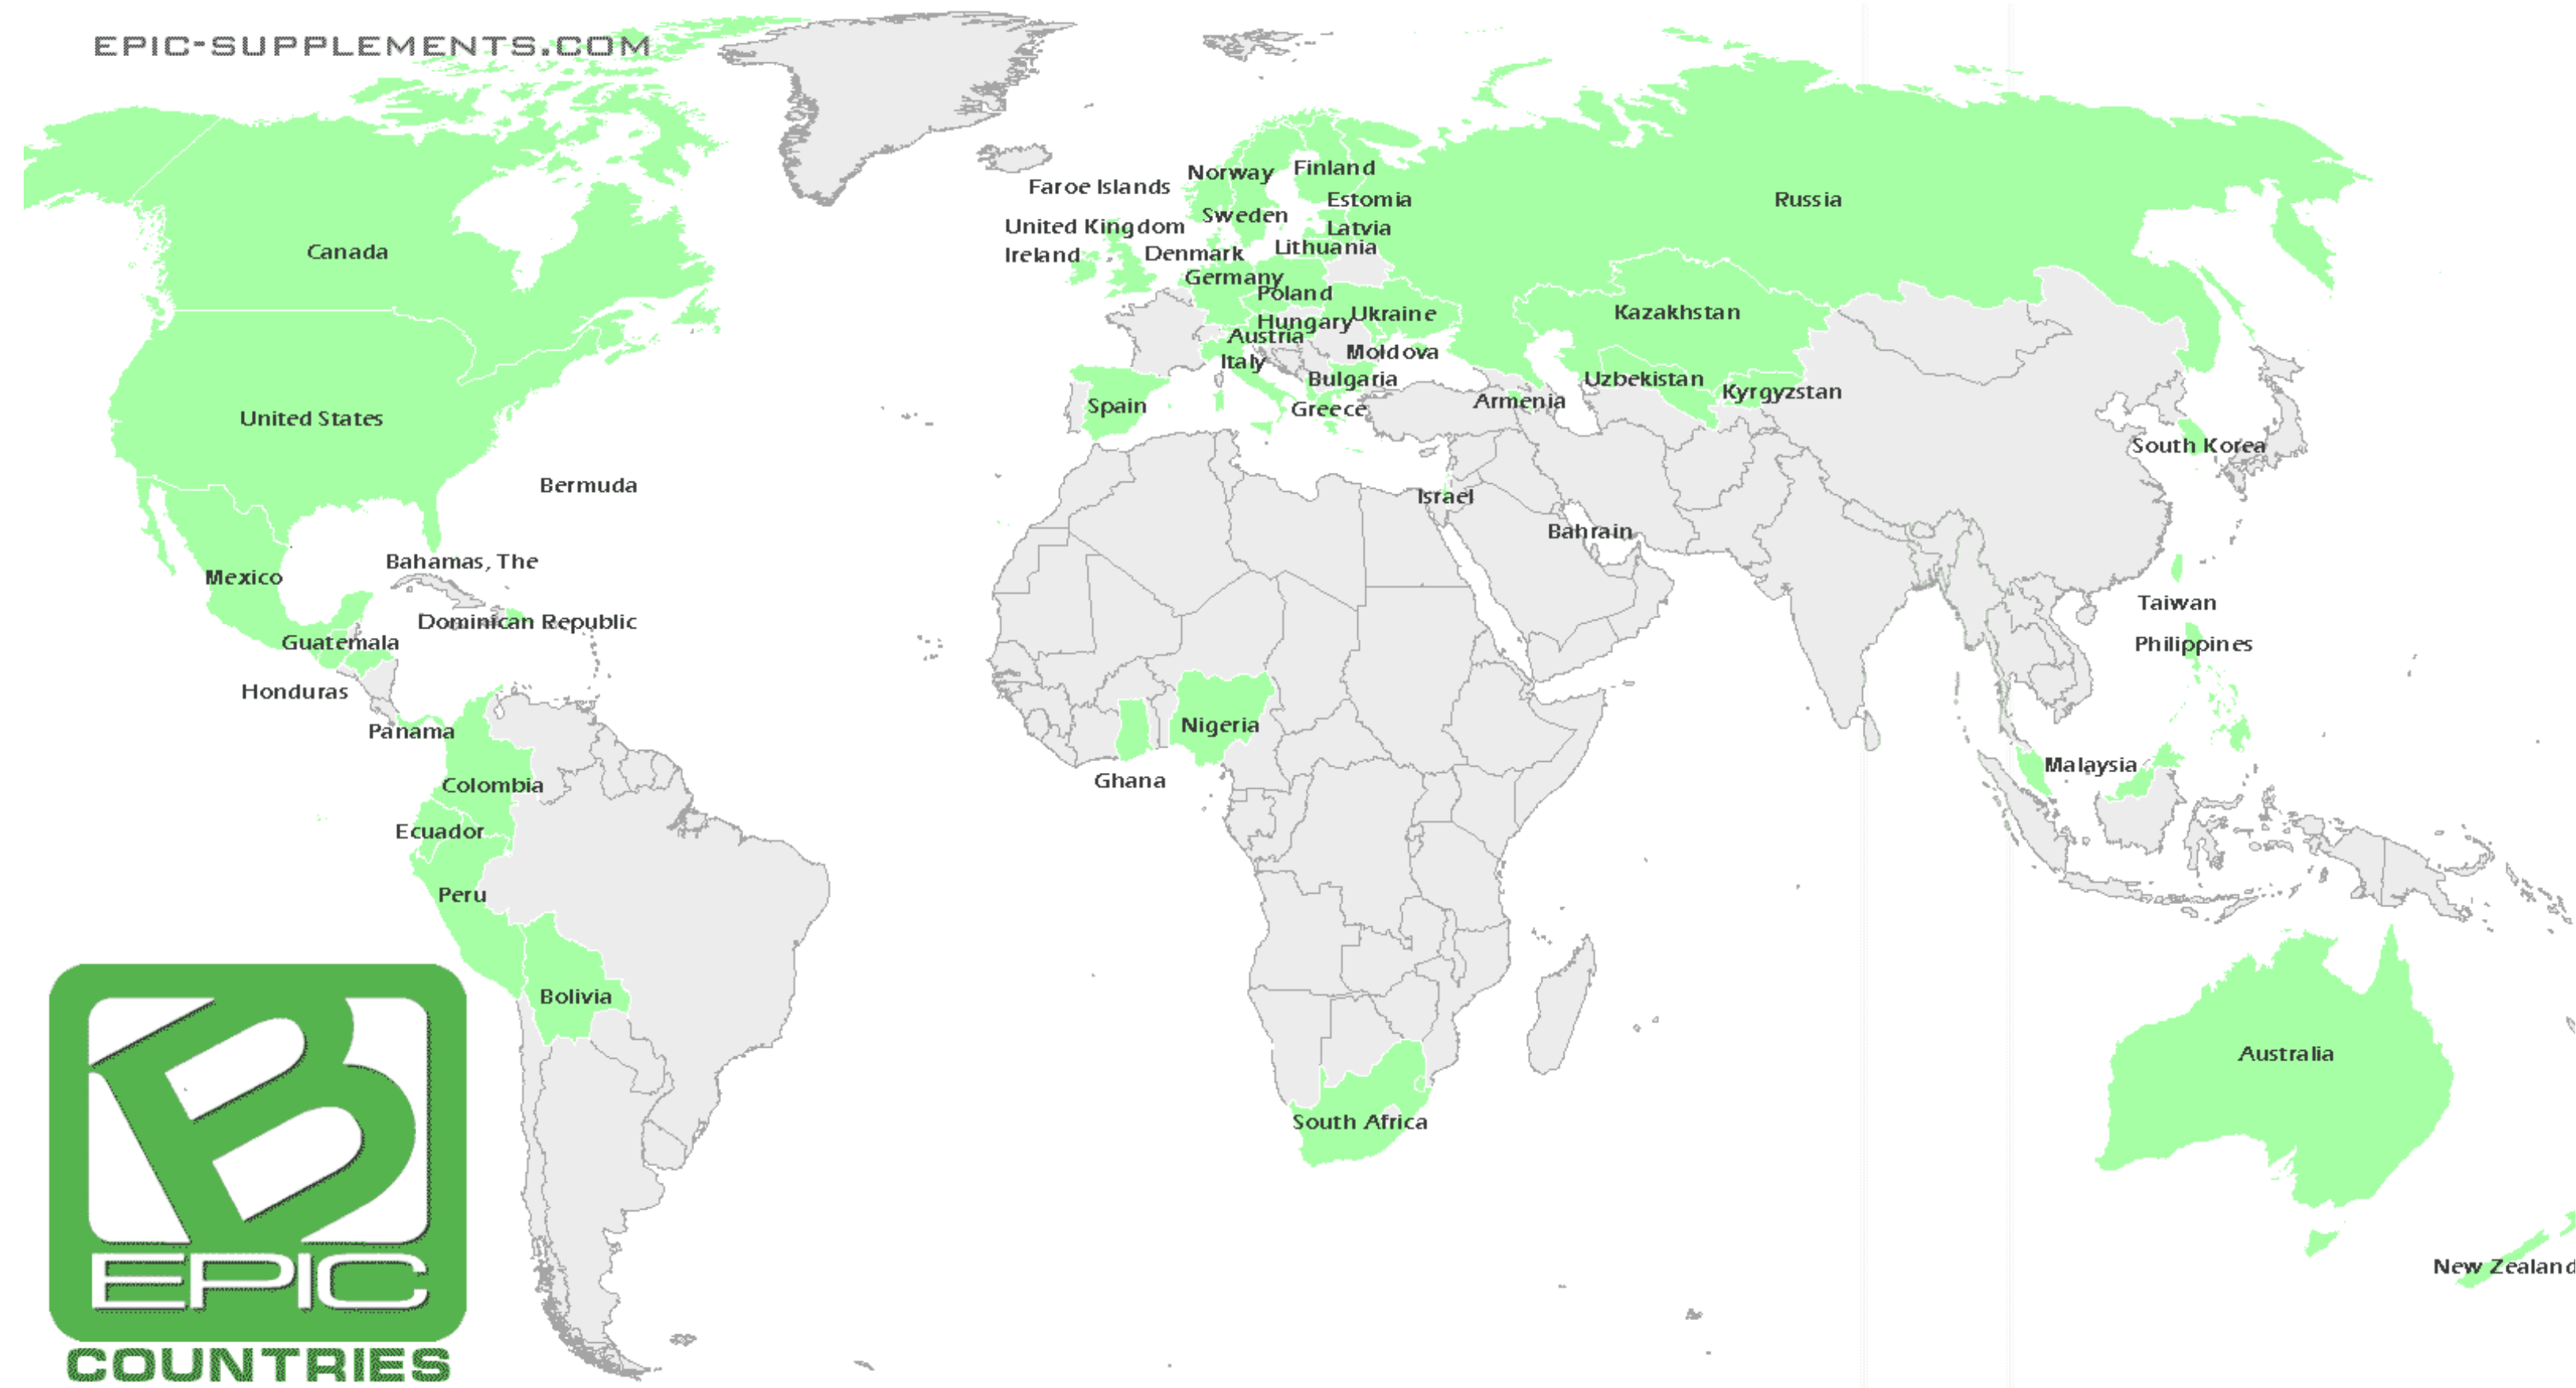 EPIC-SUPPLEMENTS.COM
Norway
Finland
Faroe Islands
Estomia
Russia
Sweden
United Kingdom
Latvia
Lithuania
Canada
Ireland
Denmark
Germany
Poland
Kazakhstan
Ukraine
Hungary
Austria
Moldova
Italy
Bulgaria
Uzbekistan
Kyrgyzstan
Armenia
Spain
Greece
United States
South Korea
Bermuda
Israel
Bahrain
Bahamas, The
Mexico
Taiwan
Dominican Republic
Guatemala
Philippines
Honduras
Nigeria
Panama
Malaysia
Ghana
Colombia
Ecuador
Peru
Bolivia
Australia
South Africa
New Zealand
B
EPIC
COUNTRIES